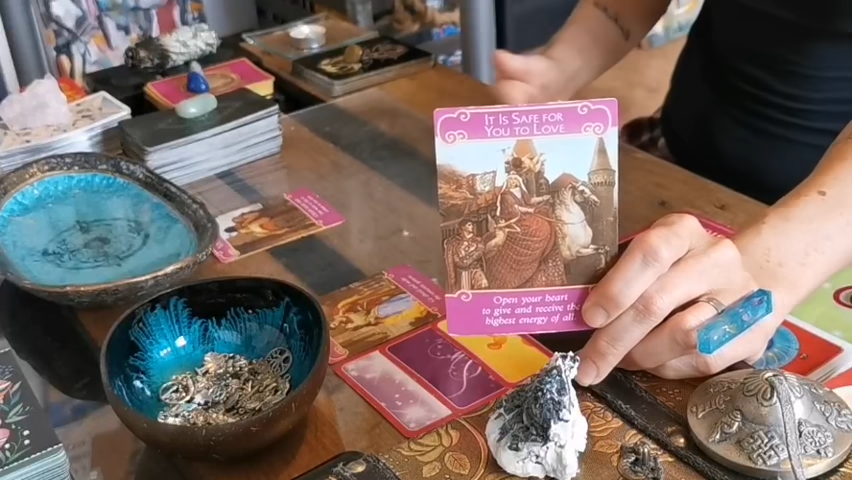 It Is Safe for
You to Love
Open your heart
to give and receive the
highest energy of all